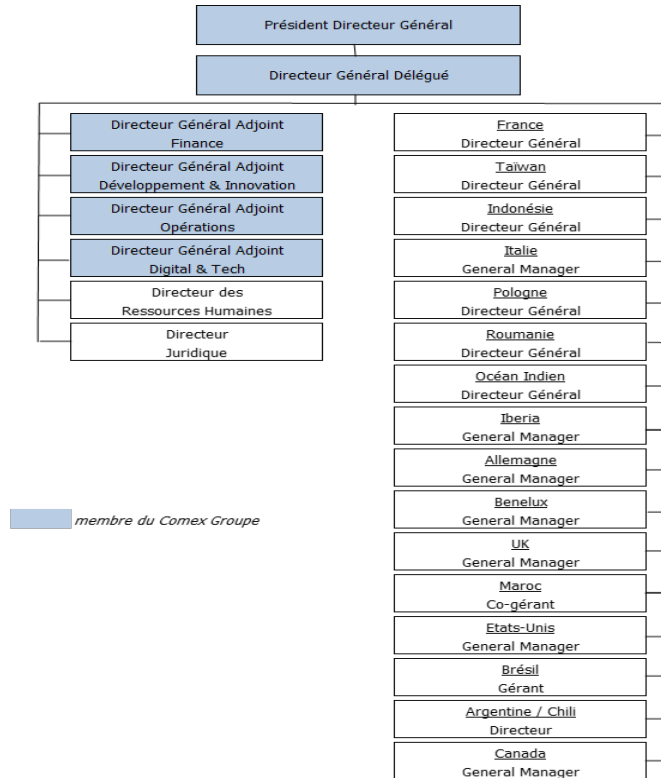 Président Directeur Général
Directeur Général Délégué
Directeur Général Adjoint
Finance
Directeur Général Adjoint
Développement & Innovation
Directeur Général Adjoint
Opérations
Directeur Général Adjoint
Digital & Tech
Directeur des
Ressources Humaines
Directeur
Juridique
membre du Comex Groupe
France
Directeur Général
Taïwan
Directeur Général
Indonésie
Directeur Général
Italie
General Manager
Pologne
Directeur Général
Roumanie
Directeur Général
Océan Indien
Directeur Général
Iberia
General Manager
Allemagne
General Manager
Benelux
General Manager
UK
General Manager
Maroc
Co-gérant
Etats-Unis
General Manager
Brésil
Gérant
Argentine / Chili
Directeur
Canada
General Manager